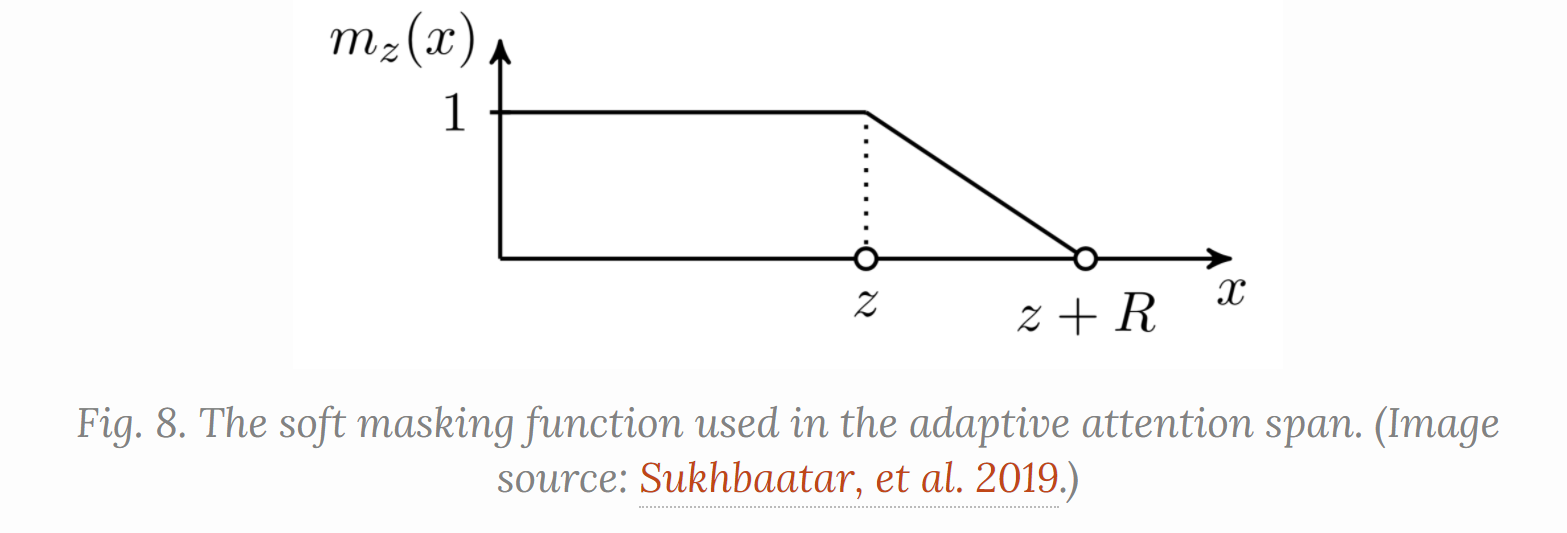 m_z(x)
1
z
z + R
x
Fig. 8. The soft masking function used in the adaptive attention span. (Image
source: Sukhbaatar, et al. 2019.)